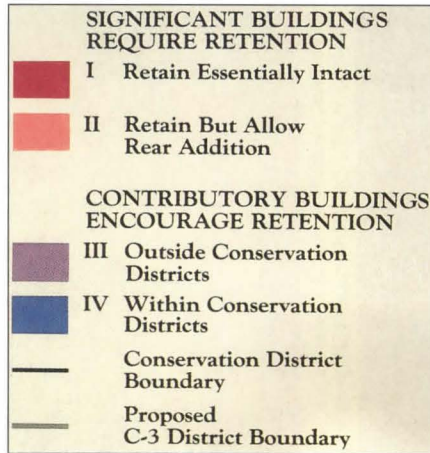 SIGNIFICANT BUILDINGS
REQUIRE RETENTION
I Retain Essentially Intact
II Retain But Allow
Rear Addition
CONTRIBUTORY BUILDINGS
ENCOURAGE RETENTION
III Outside Conservation
Districts
IV Within Conservation
Districts
Conservation District
Boundary
Proposed
C-3 District Boundary